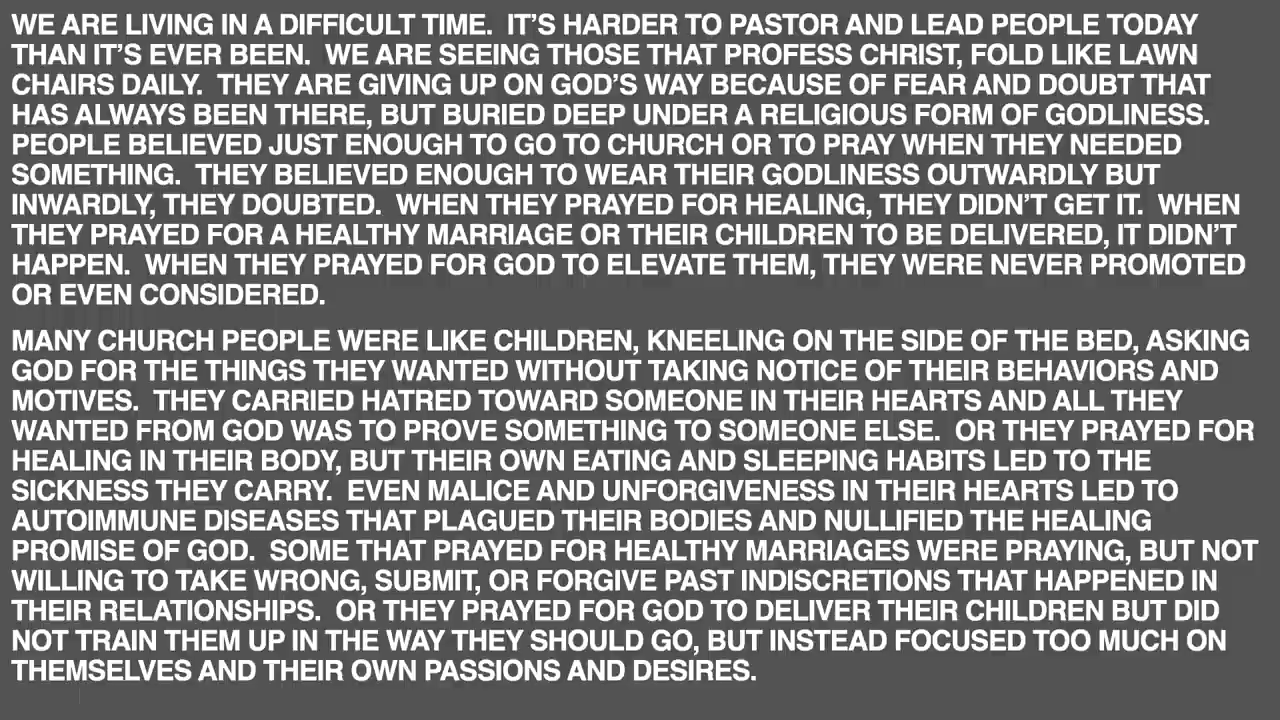 WE ARE LIVING IN A DIFFICULT TIME.  IT’S HARDER TO PASTOR AND LEAD PEOPLE TODAY
THAN IT’S EVER BEEN.  WE ARE SEEING THOSE THAT PROFESS CHRIST, FOLD LIKE LAWN
CHAIRS DAILY.  THEY ARE GIVING UP ON GOD’S WAY BECAUSE OF FEAR AND DOUBT THAT
HAS ALWAYS BEEN THERE, BUT BURIED DEEP UNDER A RELIGIOUS FORM OF GODLINESS.
PEOPLE BELIEVED JUST ENOUGH TO GO TO CHURCH OR TO PRAY WHEN THEY NEEDED
SOMETHING.  THEY BELIEVED ENOUGH TO WEAR THEIR GODLINESS OUTWARDLY BUT
INWARDLY, THEY DOUBTED.  WHEN THEY PRAYED FOR HEALING, THEY DIDN’T GET IT.  WHEN
THEY PRAYED FOR A HEALTHY MARRIAGE OR THEIR CHILDREN TO BE DELIVERED, IT DIDN’T
HAPPEN.  WHEN THEY PRAYED FOR GOD TO ELEVATE THEM, THEY WERE NEVER PROMOTED
OR EVEN CONSIDERED.
MANY CHURCH PEOPLE WERE LIKE CHILDREN, KNEELING ON THE SIDE OF THE BED, ASKING
GOD FOR THE THINGS THEY WANTED WITHOUT TAKING NOTICE OF THEIR BEHAVIORS AND
MOTIVES.  THEY CARRIED HATRED TOWARD SOMEONE IN THEIR HEARTS AND ALL THEY
WANTED FROM GOD WAS TO PROVE SOMETHING TO SOMEONE ELSE.  OR THEY PRAYED FOR
HEALING IN THEIR BODY, BUT THEIR OWN EATING AND SLEEPING HABITS LED TO THE
SICKNESS THEY CARRY.  EVEN MALICE AND UNFORGIVENESS IN THEIR HEARTS LED TO
AUTOIMMUNE DISEASES THAT PLAGUED THEIR BODIES AND NULLIFIED THE HEALING
PROMISE OF GOD.  SOME THAT PRAYED FOR HEALTHY MARRIAGES WERE PRAYING, BUT NOT
WILLING TO TAKE WRONG, SUBMIT, OR FORGIVE PAST INDISCRETIONS THAT HAPPENED IN
THEIR RELATIONSHIPS.  OR THEY PRAYED FOR GOD TO DELIVER THEIR CHILDREN BUT DID
NOT TRAIN THEM UP IN THE WAY THEY SHOULD GO, BUT INSTEAD FOCUSED TOO MUCH ON
THEMSELVES AND THEIR OWN PASSIONS AND DESIRES.